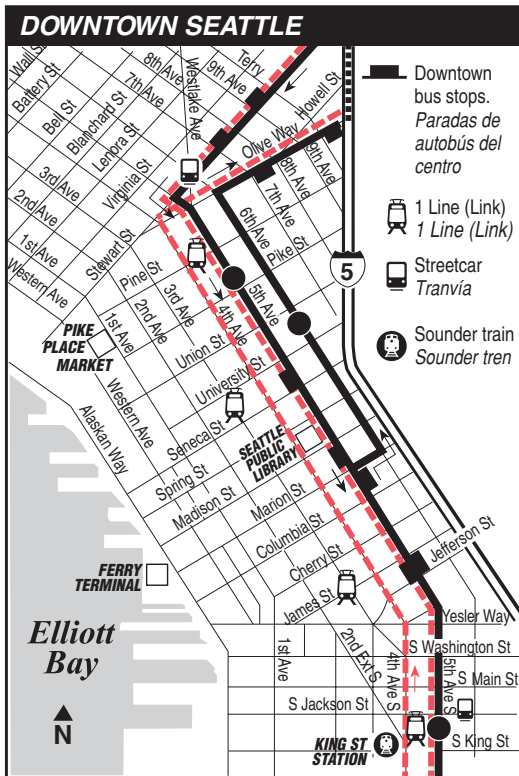 DOWNTOWN SEATTLE
Wall St
Battery St
Bell St
Blanchard St
Lenora St
Virginia St
Stewart St
8th Ave
7th Ave
9th Ave
Terry
Westlake Ave
Howell St
Olive Way
3rd Ave
2nd Ave
1st Ave
Western Ave
9th Ave
8th Ave
7th Ave
6th Ave
Pike St
5th Ave
4th Ave
3rd Ave
2nd Ave
1st Ave
Pine St
Union St
University St
Seneca St
Spring St
Madison St
Marion St
Columbia St
Cherry St
James St
Jefferson St
Yesler Way
Western Ave
Alaskan Way
PIKE
PLACE
MARKET
SEATTLE
PUBLIC
LIBRARY
FERRY
TERMINAL
Elliott
Bay
N
1st Ave
2nd Ext S
4th Ave S
5th Ave S
S Washington St
S Main St
S Jackson St
S King St
KING ST
STATION
5
Downtown
bus stops.
Paradas de
autobús del
centro
1 Line (Link)
1 Line (Link)
Streetcar
Tranvía
Sounder train
Sounder tren